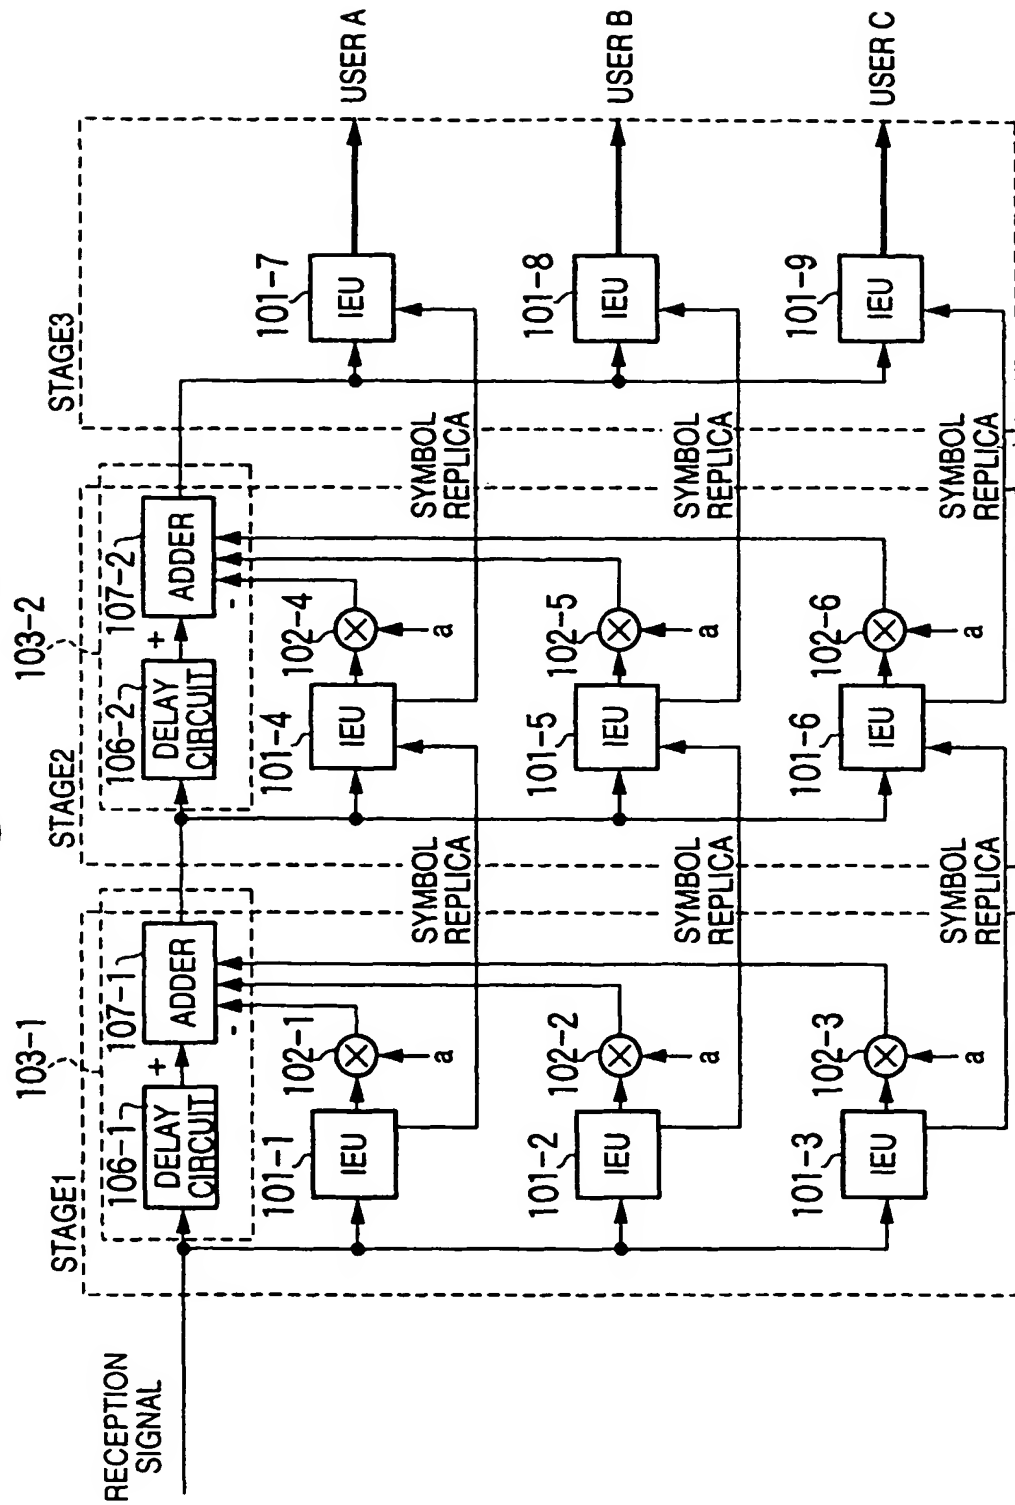 103-1
103-2
STAGE1
STAGE2
STAGE3
106-1
107-1
106-2
107-2
DELAY
CIRCUIT
+
ADDER
-
DELAY
CIRCUIT
+
ADDER
-
RECEPTION
SIGNAL
101-1
IEU
102-1
a
SYMBOL
REPLICA
101-4
IEU
102-4
a
SYMBOL
REPLICA
101-7
IEU
USER A
101-2
IEU
102-2
a
SYMBOL
REPLICA
101-5
IEU
102-5
a
SYMBOL
REPLICA
101-8
IEU
USER B
101-3
IEU
102-3
a
SYMBOL
REPLICA
101-6
IEU
102-6
a
SYMBOL
REPLICA
101-9
IEU
USER C